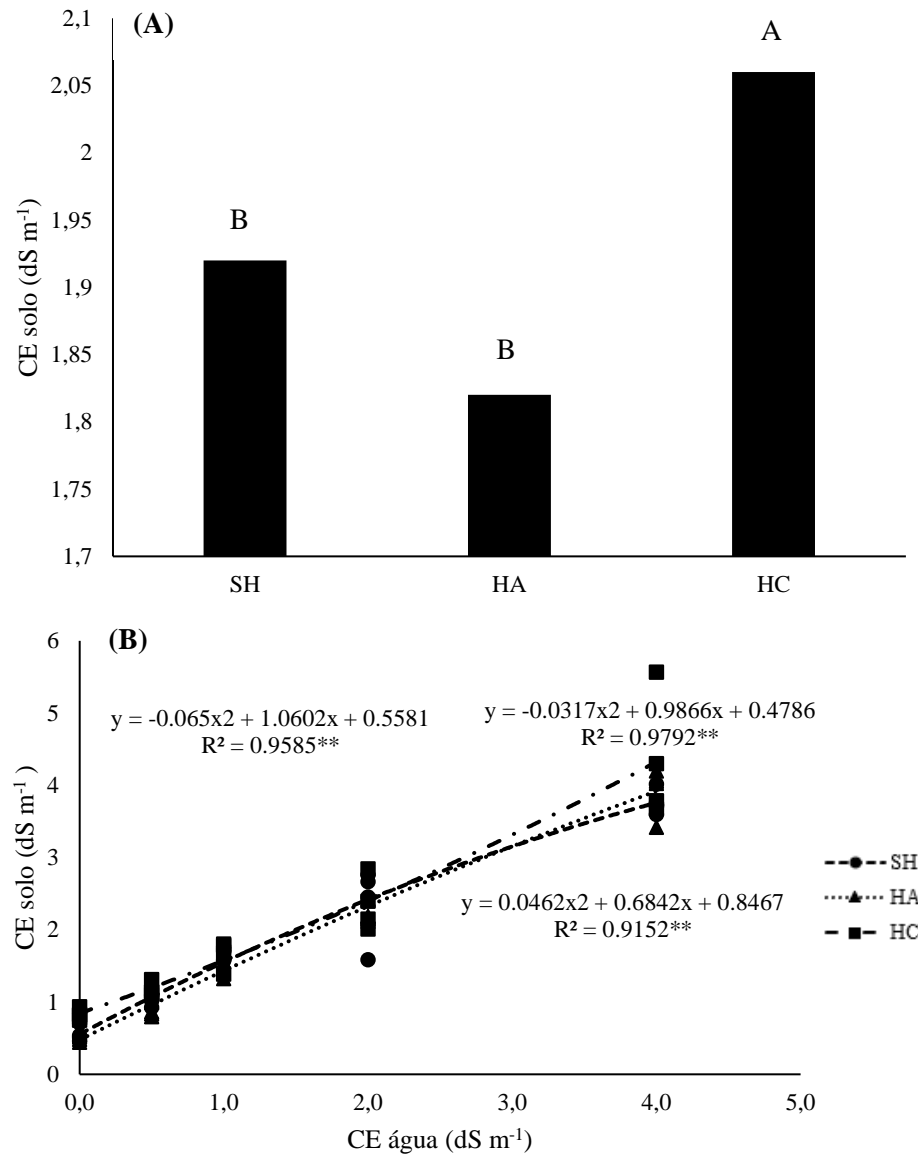 (A)
2,1
2,05
2
1,95
1,9
1,85
1,8
1,75
1,7
CE solo (dS m-1)
B
B
A
SH HA HC
(B)
6
5
4
3
2
1
0
CE solo (dS m-1 )
y = -0.065x2 + 1.0602x + 0.5581
R² = 0.9585**
y = -0.0317x2 + 0.9866x + 0.4786
R² = 0.9792**
y = 0.0462x2 + 0.6842x + 0.8467
R² = 0.9152**
SH
HA
HC
0,0 1,0 2,0 3,0 4,0 5,0
CE água (dS m-1)